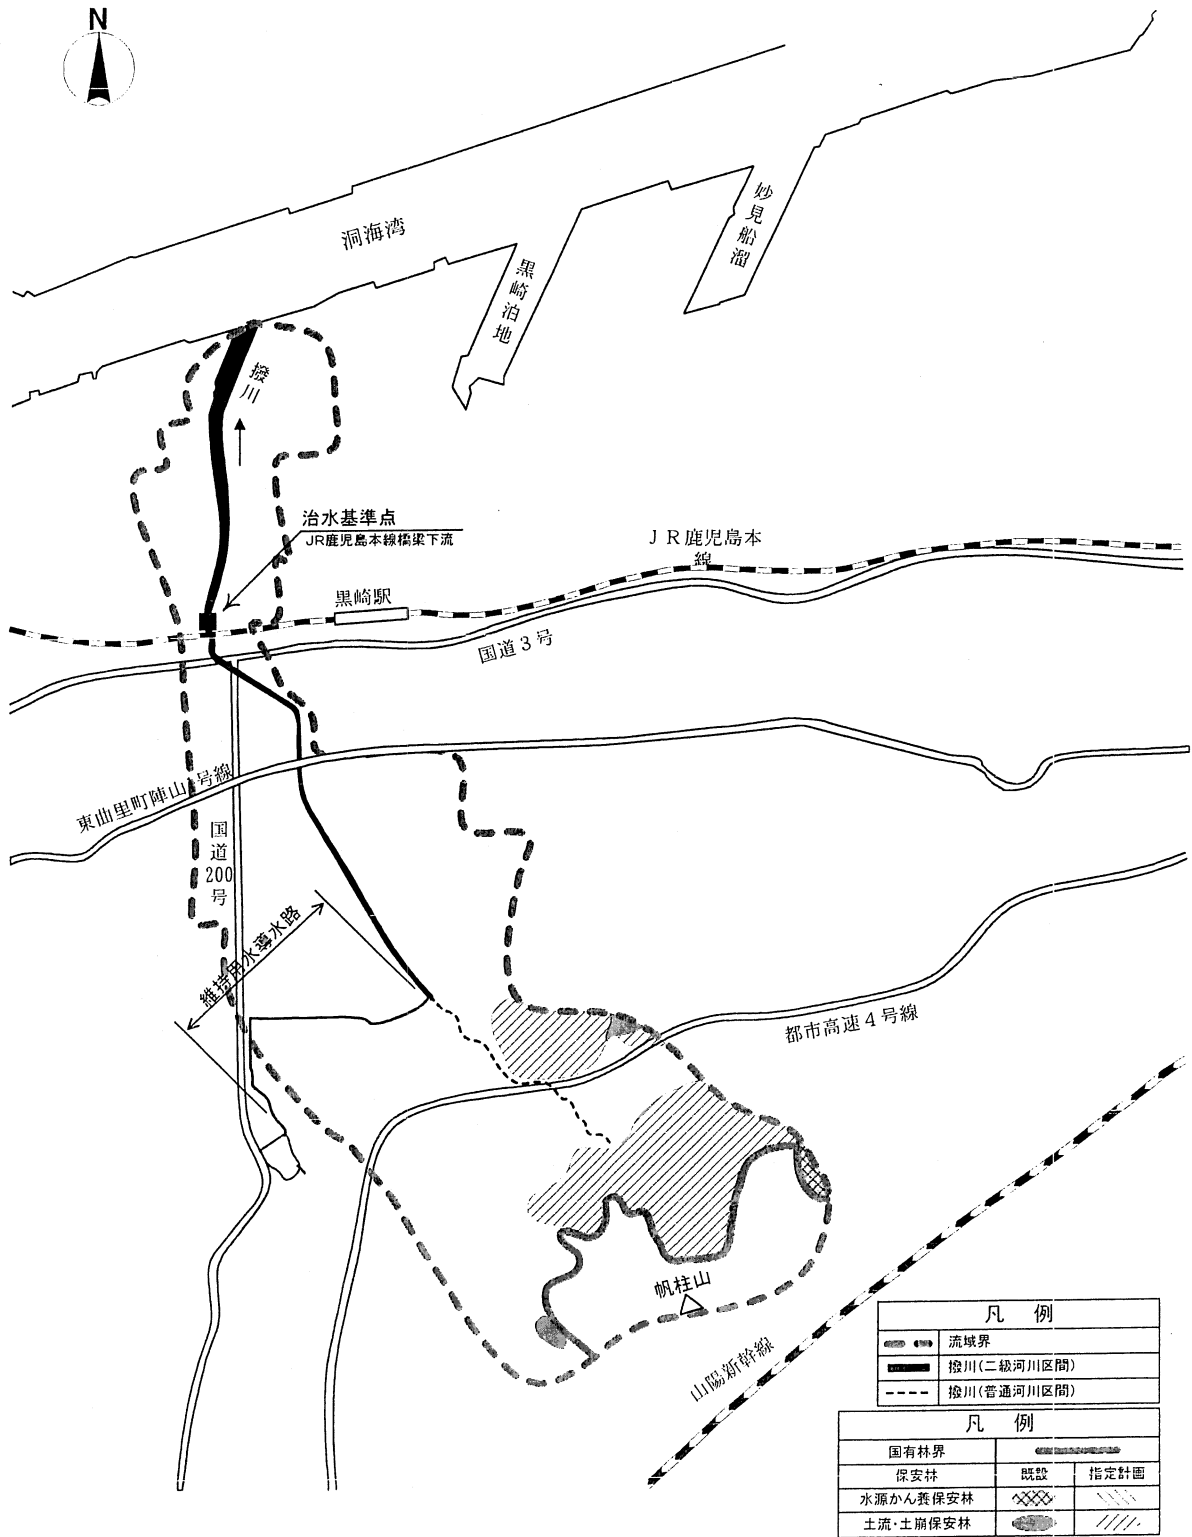 N
洞海湾
妙見船溜
黒崎泊地
撥川
治水基準点
JR鹿児島本線橋梁下流
JR鹿児島本
線
黒崎駅
国道3号
東曲里町陣山1号線
国道
200
号
維持用水導水路
都市高速4号線
帆柱山
山陽新幹線
凡 例
流域界
撥川(二級河川区間)
撥川(普通河川区間)
凡 例
国有林界
保安林 既設 指定計画
水源かん養保安林
土流・土崩保安林